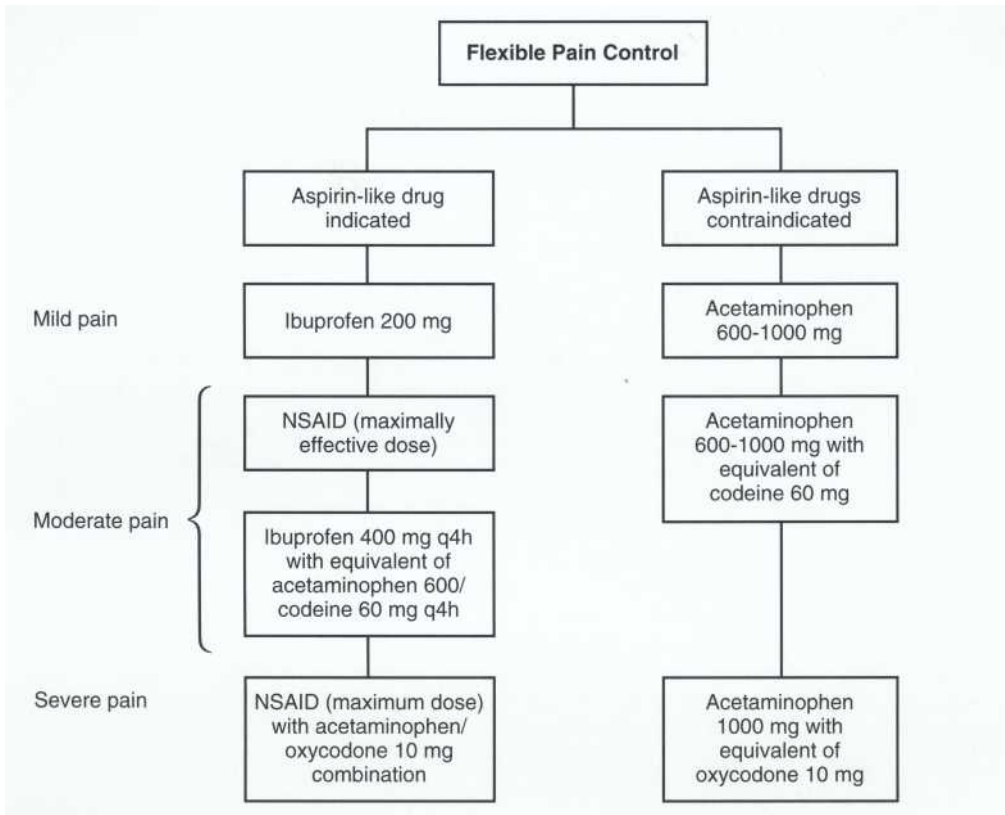 Flexible Pain Control
Aspirin-like drug
indicated
Aspirin-like drugs
contraindicated
Mild pain
Ibuprofen 200 mg
Acetaminophen
600-1000 mg
Moderate pain
NSAID (maximally
effective dose)
Ibuprofen 400 mg q4h
with equivalent of
acetaminophen 600/
codeine 60 mg q4h
Acetaminophen
600-1000 mg with
equivalent of
codeine 60 mg
Severe pain
NSAID (maximum dose)
with acetaminophen/
oxycodone 10 mg
combination
Acetaminophen
1000 mg with
equivalent of
oxycodone 10 mg